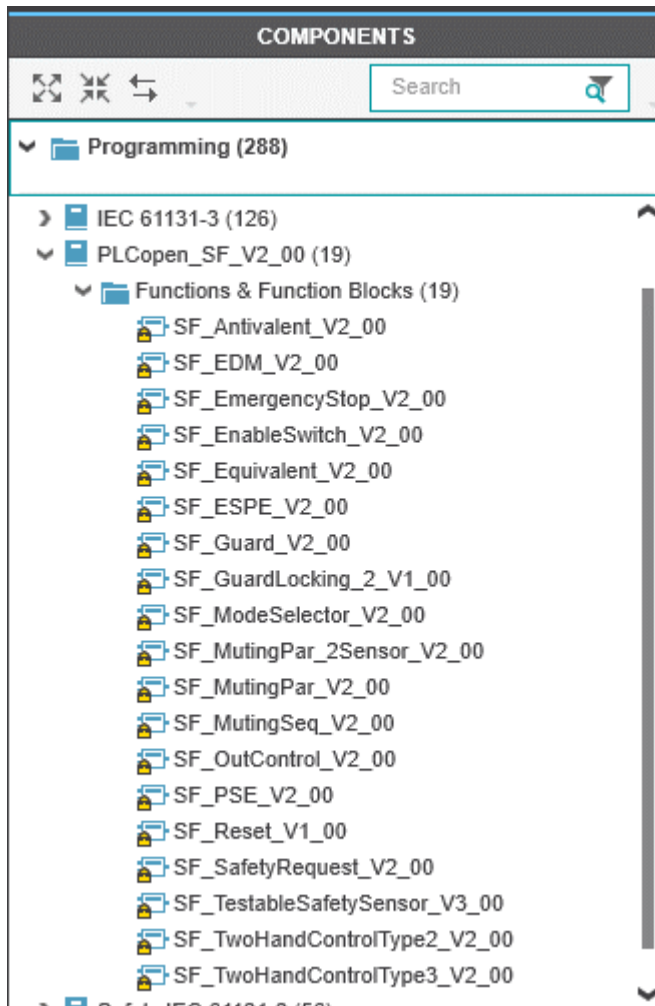 COMPONENTS
Search
Programming (288)
IEC 61131-3 (126)
PLCopen_SF_V2_00 (19)
Functions & Function Blocks (19)
SF_Antivalent_V2_00
SF_EDM_V2_00
SF_EmergencyStop_V2_00
SF_EnableSwitch_V2_00
SF_Equivalent_V2_00
SF_ESPE_V2_00
SF_Guard_V2_00
SF_GuardLocking_2_V1_00
SF_ModeSelector_V2_00
SF_MutingPar_2Sensor_V2_00
SF_MutingPar_V2_00
SF_MutingSeq_V2_00
SF_OutControl_V2_00
SF_PSE_V2_00
SF_Reset_V1_00
SF_SafetyRequest_V2_00
SF_TestableSafetySensor_V3_00
SF_TwoHandControlType2_V2_00
SF_TwoHandControlType3_V2_00